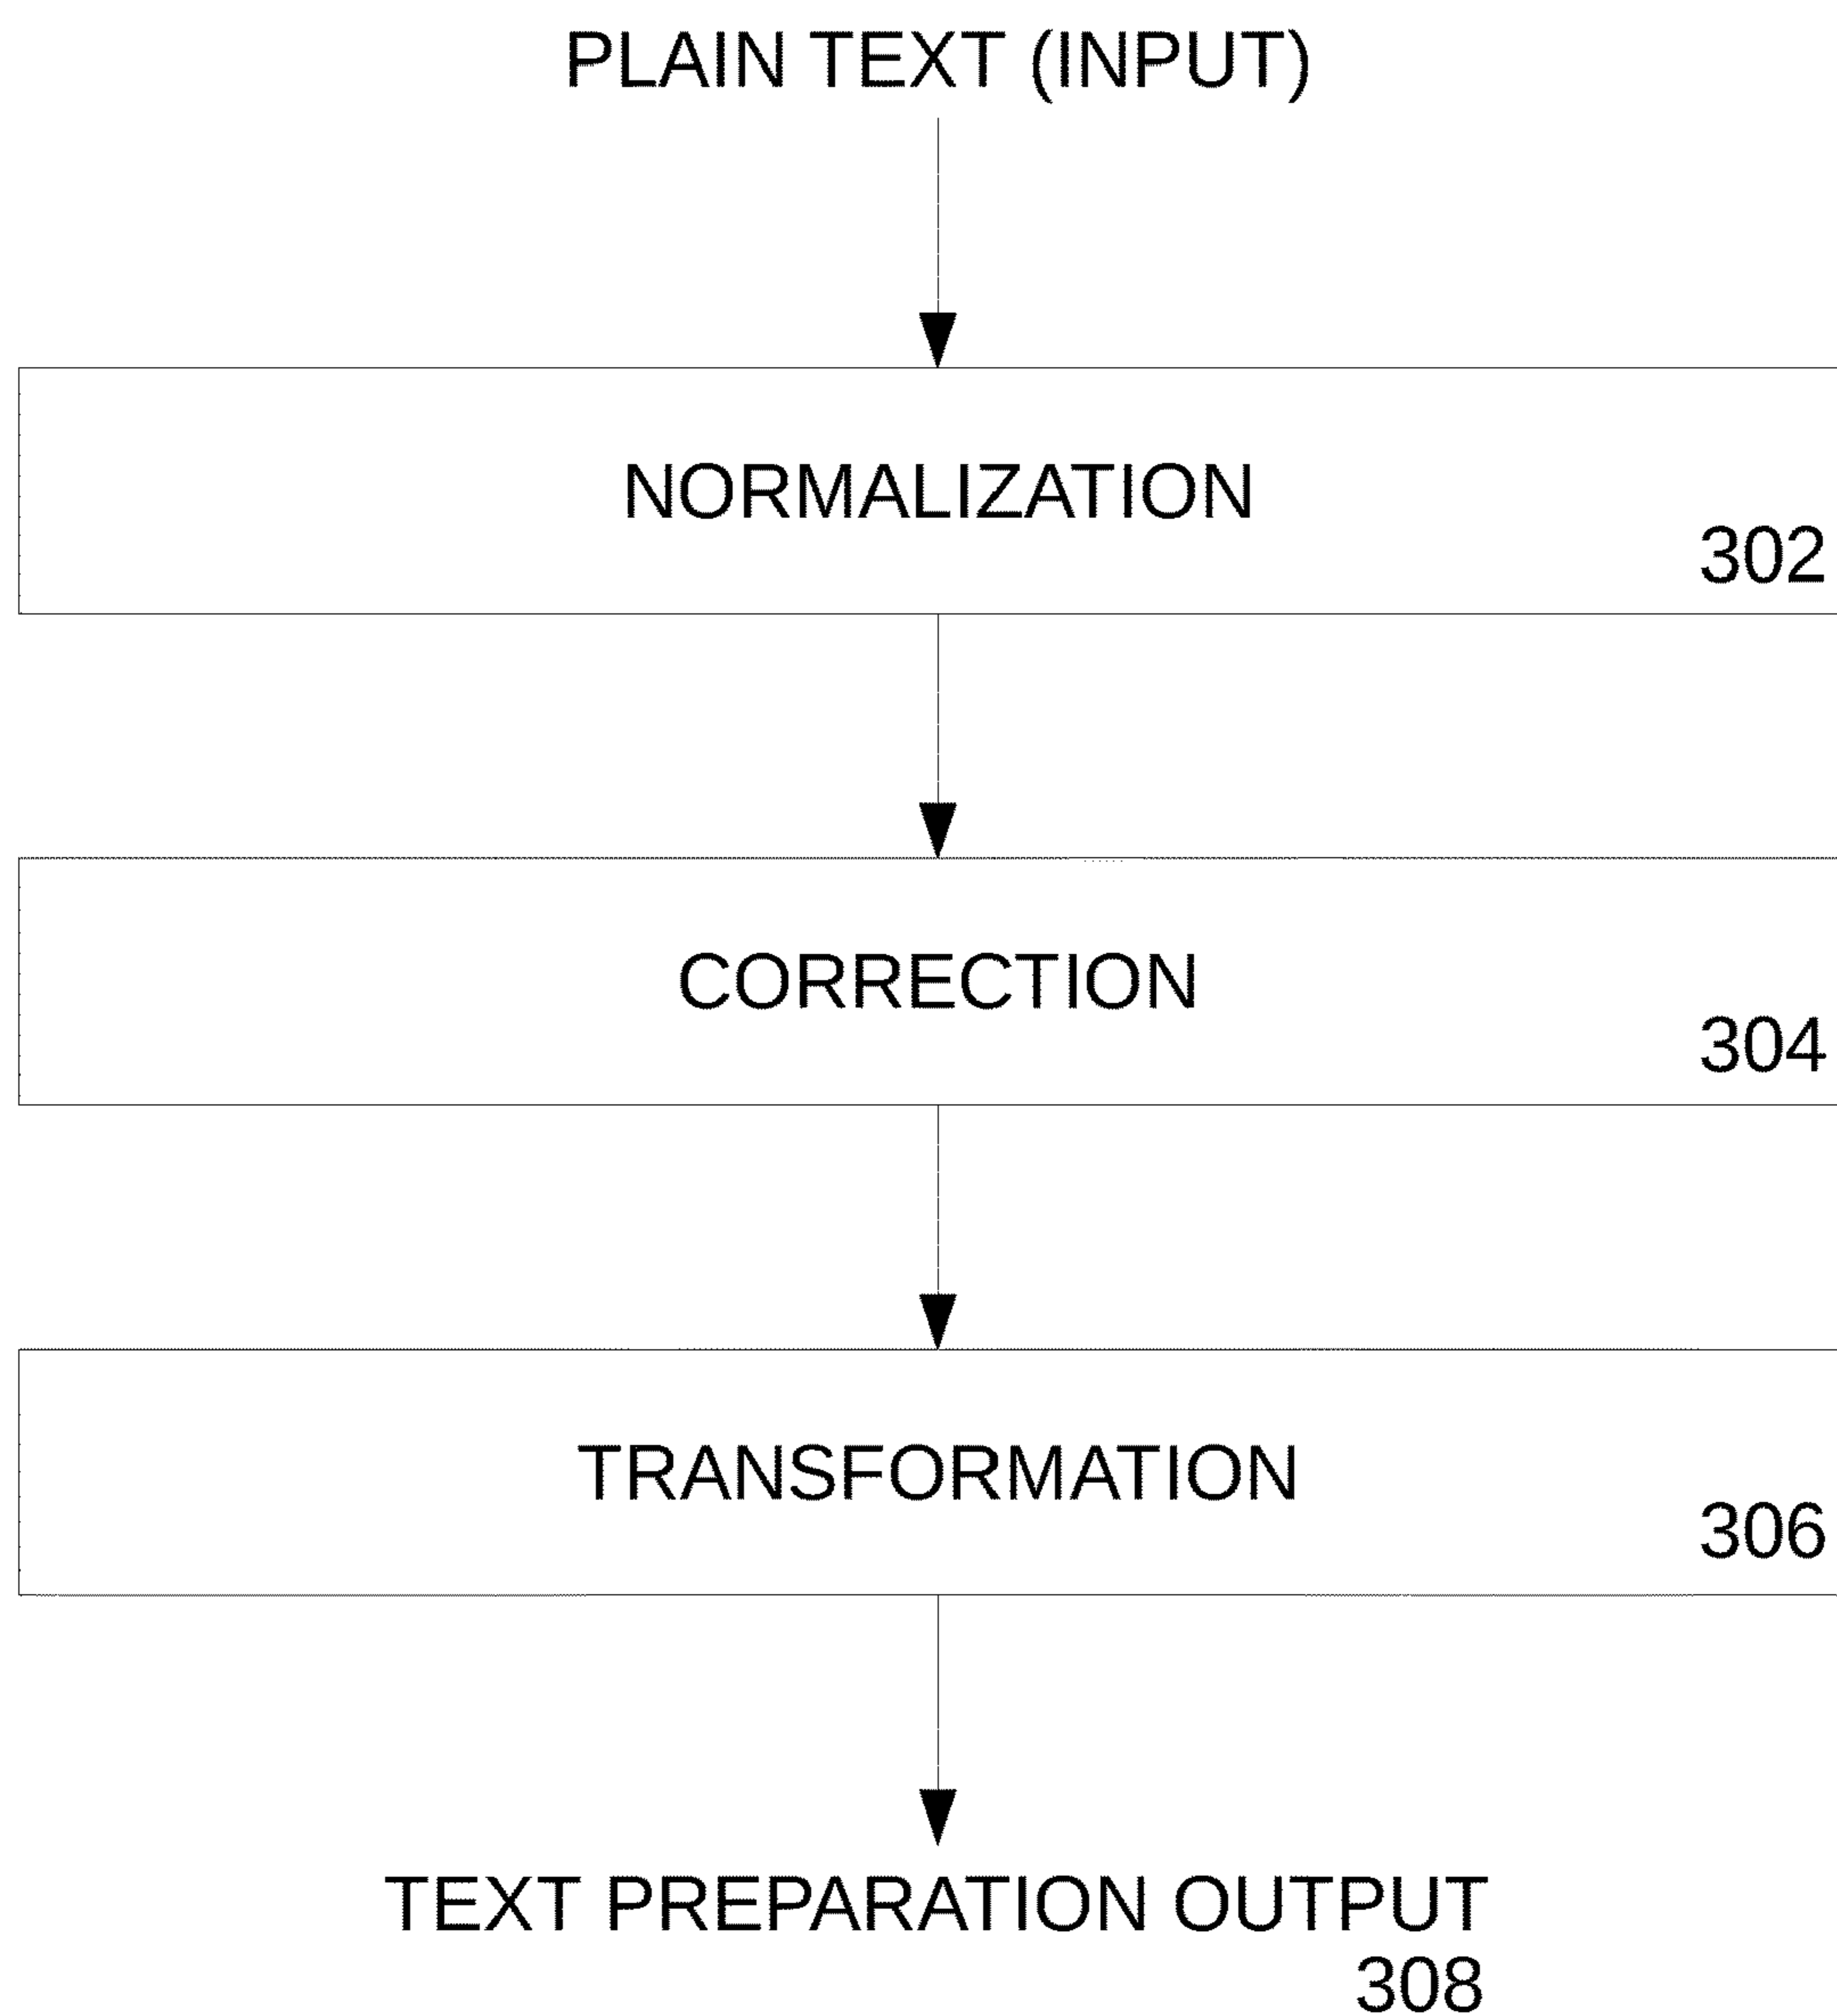 PLAIN TEXT (INPUT)
NORMALIZATION
302
CORRECTION
304
TRANSFORMATION
306
TEXT PREPARATION OUTPUT
308